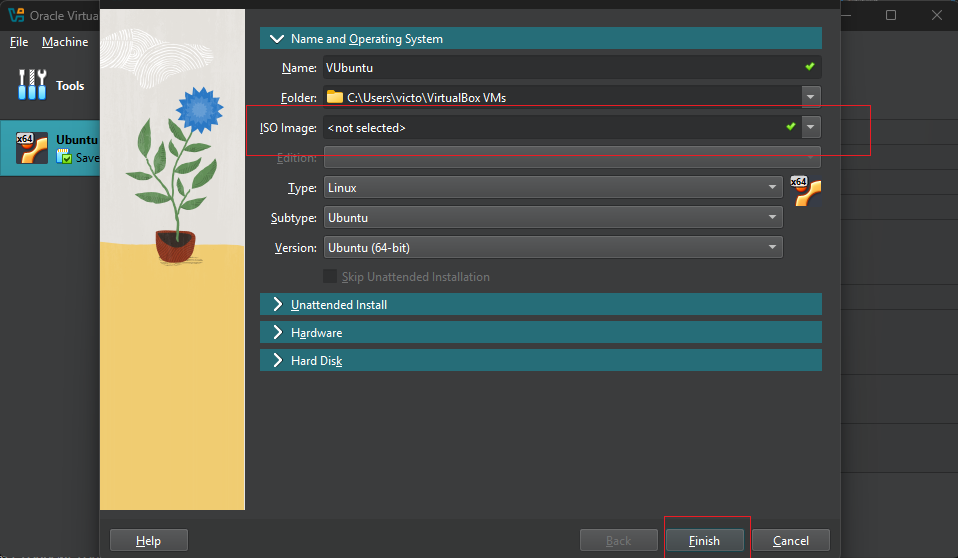 Oracle Virtua
File Machine
Tools
x64
Ubuntu
Save
Name and Operating System
Name: VUbuntu
Folder: C:\Users\victo\VirtualBox VMs
ISO Image: <not selected>
Edition:
Type: Linux
x64
Subtype: Ubuntu
Version: Ubuntu (64-bit)
Skip Unattended Installation
Unattended Install
Hardware
Hard Disk
Help Back Finish Cancel